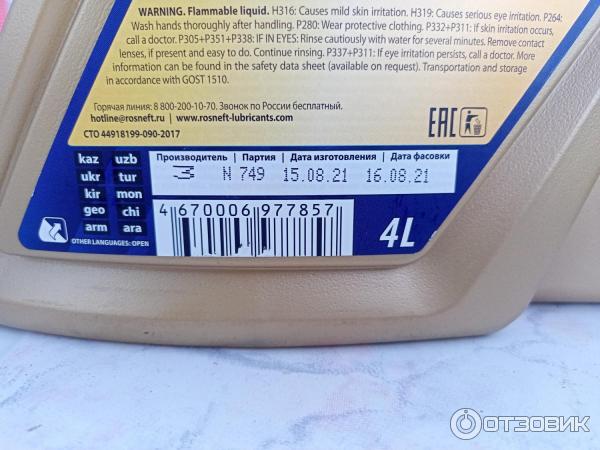 WARNING. Flammable liquid. H316: Causes mild skin irritation. H319: Causes serious eye irritation. P264:
Wash hands thoroughly after handling. P280: Wear protective clothing. P332+P311: If skin irritation occurs,
call a doctor. P305+P351+P338: IF IN EYES: Rinse cautiously with water for several minutes. Remove contact
lenses, if present and easy to do. Continue rinsing. P337+P311: If eye irritation persists, call a doctor. More
information can be found in the safety data sheet (available on request). Transportation and storage
in accordance with GOST 1510.
Горячая линия: 8 800-200-10-70. Звонок по России бесплатный.
hotline@rosneft.ru | www.rosneft-lubricants.com
СТО 44918199-090-2017
EAC
kaz uzb
ukr tur
kir mon
geo chi
arm ara
OTHER LANGUAGES: OPEN
Производитель | Партия | Дата изготовления | Дата фасовки
3 N 749 15.08.21 16.08.21
4 670006 977857
4L
ОТЗОВИК